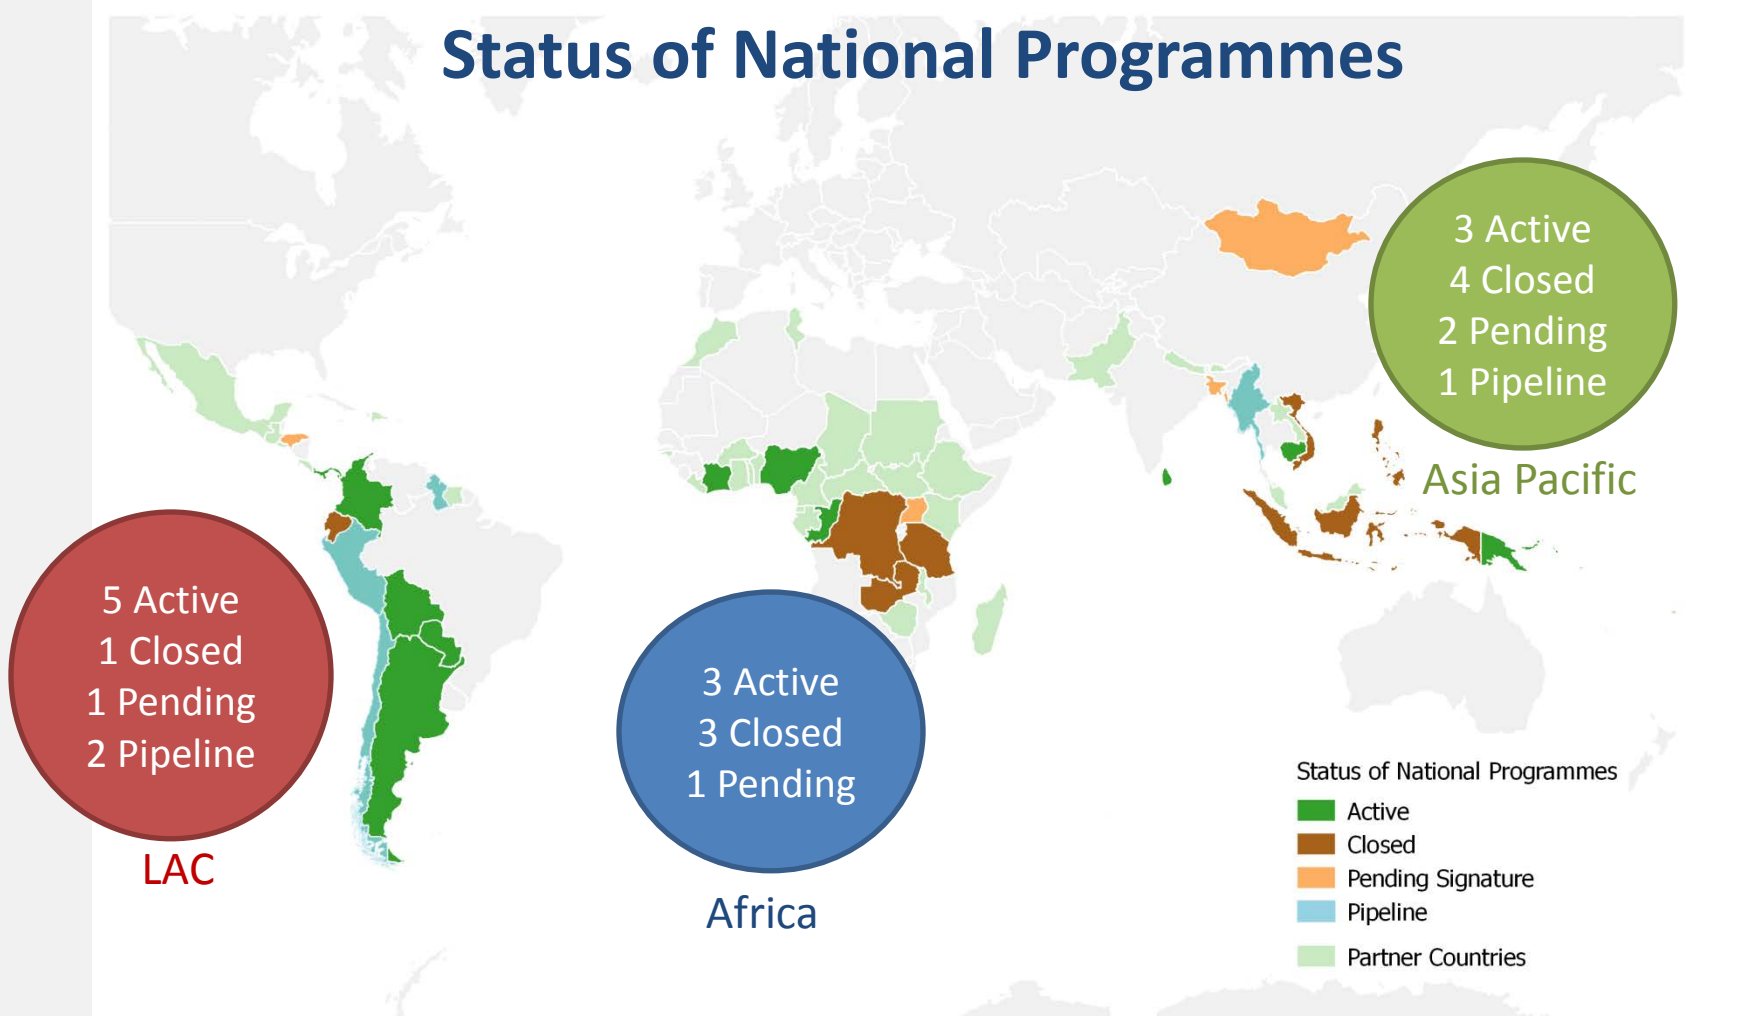 Status of National Programmes
3 Active
4 Closed
2 Pending
1 Pipeline
Asia Pacific
5 Active
1 Closed
1 Pending
2 Pipeline
LAC
3 Active
3 Closed
1 Pending
Africa
Status of National Programmes
Active
Closed
Pending Signature
Pipeline
Partner Countries